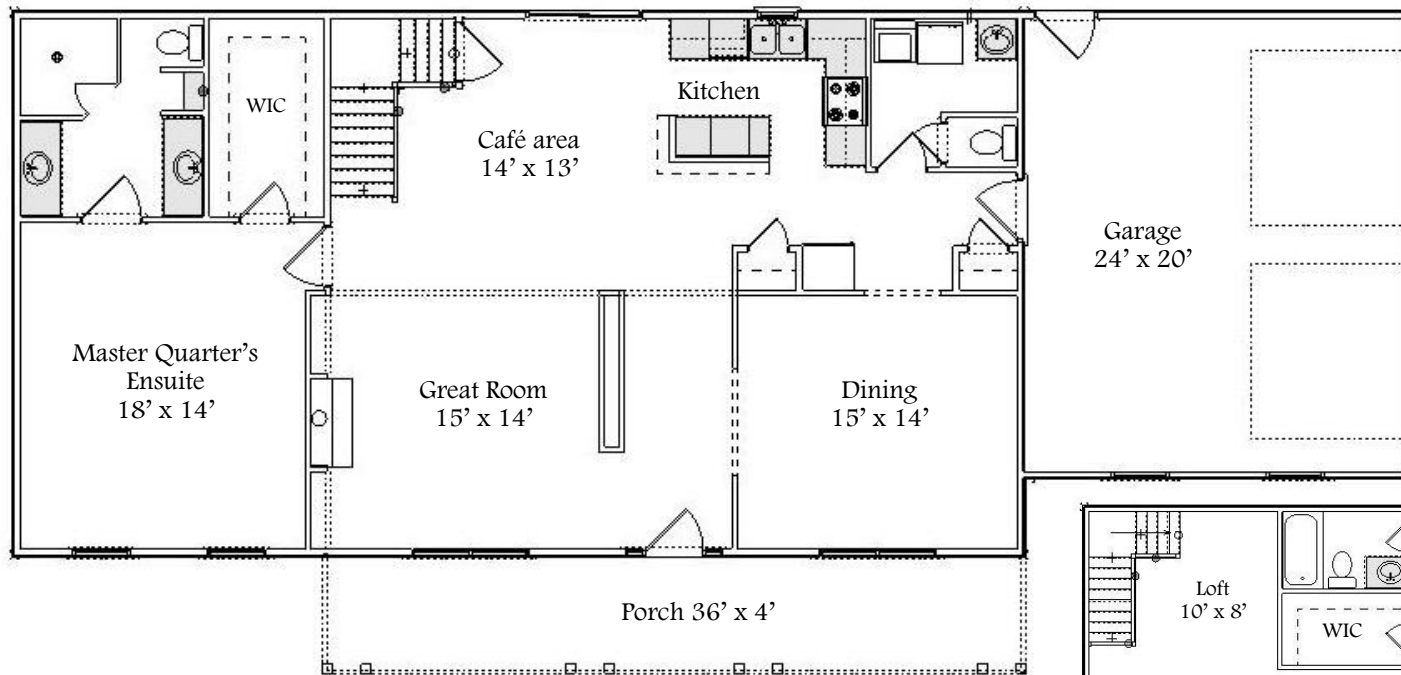 WIC
Kitchen
Café area
14’ x 13’
Garage
24’ x 20’
Master Quarter’s
Ensuite
18’ x 14’
Great Room
15’ x 14’
Dining
15’ x 14’
Porch 36’ x 4’
Loft
10’ x 8’
WIC